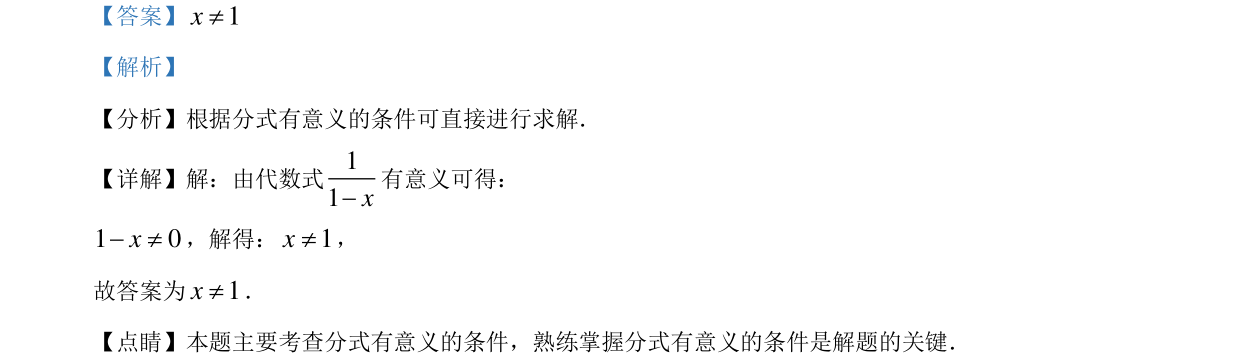 【答案】x≠1
【解析】
【分析】根据分式有意义的条件可直接进行求解．
【详解】解：由代数式$\frac{1}{1-x}$有意义可得：
1−x≠0，解得：x≠1，
故答案为x≠1．
【点睛】本题主要考查分式有意义的条件，熟练掌握分式有意义的条件是解题的关键．